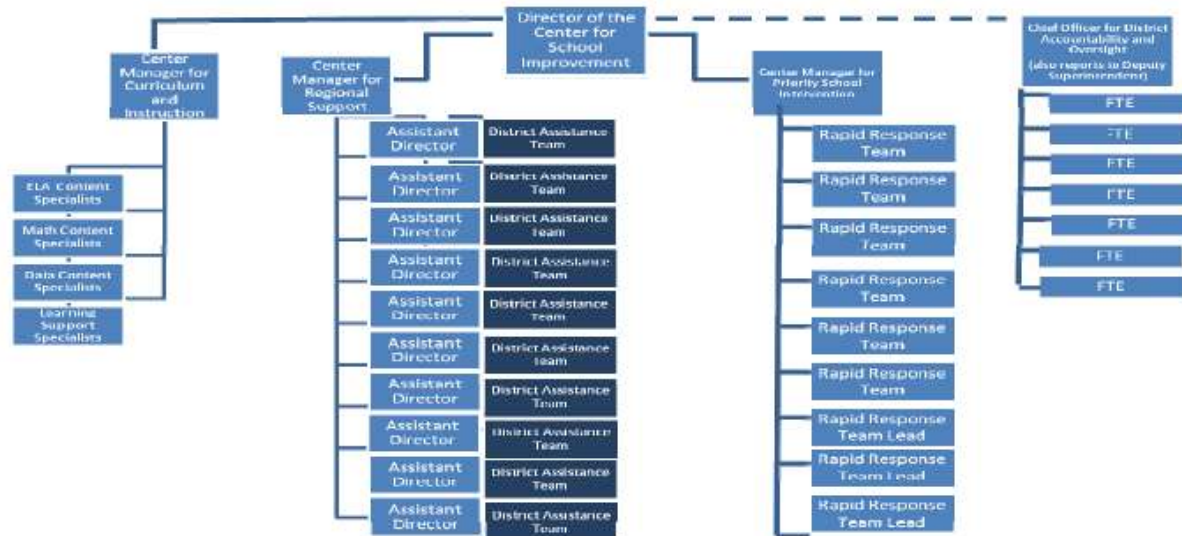 Director of the
Center for
School
Improvement
Center
Manager for
Curriculum
and
Instruction
ELA Content
Specialists
Math Content
Specialists
Data Content
Specialists
Learning
Support
Specialists
Center
Manager for
Regional
Support
Assistant
Director
District Assistance
Team
Assistant
Director
District Assistance
Team
Assistant
Director
District Assistance
Team
Assistant
Director
District Assistance
Team
Assistant
Director
District Assistance
Team
Assistant
Director
District Assistance
Team
Assistant
Director
District Assistance
Team
Assistant
Director
District Assistance
Team
Assistant
Director
District Assistance
Team
Assistant
Director
District Assistance
Team
Center Manager for
Priority School
Intervention
Rapid Response
Team
Rapid Response
Team
Rapid Response
Team
Rapid Response
Team
Rapid Response
Team
Rapid Response
Team
Rapid Response
Team Lead
Rapid Response
Team Lead
Rapid Response
Team Lead
Chief Officer for District
Accountability and
Oversight
(also reports to Deputy
Superintendent)
FTE
FTE
FTE
FTE
FTE
FTE
FTE